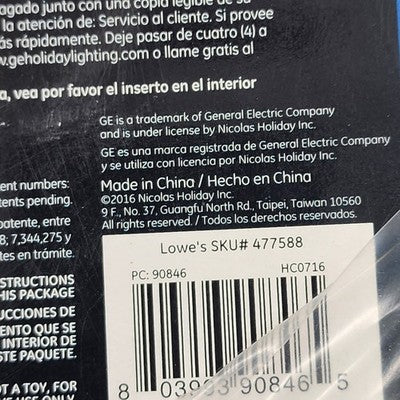 agado junto con una copia legible de su
la atención de: Servicio al cliente. Si provee
ás rápidamente. Deje pasar de cuatro (4) a
w.geholidaylighting.com o llame gratis al
a, vea por favor el inserto en el interior
GE is a trademark of General Electric Company
and is under license by Nicolas Holiday Inc.
GE es una marca registrada de General Electric Company
y se utiliza con licencia por Nicolas Holiday Inc.
ent numbers:
tents pending.
Made in China / Hecho en China
©2016 Nicolas Holiday Inc.
9 F., No. 37, Guangfu North Rd., Taipei, Taiwan 10560
All rights reserved. / Todos los derechos reservados.
patente, entre
8; 7,344,275 y
tes en trámite.
Lowe's SKU# 477588
PC: 90846 HC0716
STRUCTIONS
HIS PACKAGE
UCCIONES DE
ENTO QUE SE
INTERIOR DE
STE PAQUETE.
OT A TOY, FOR
8 03993 90846 5